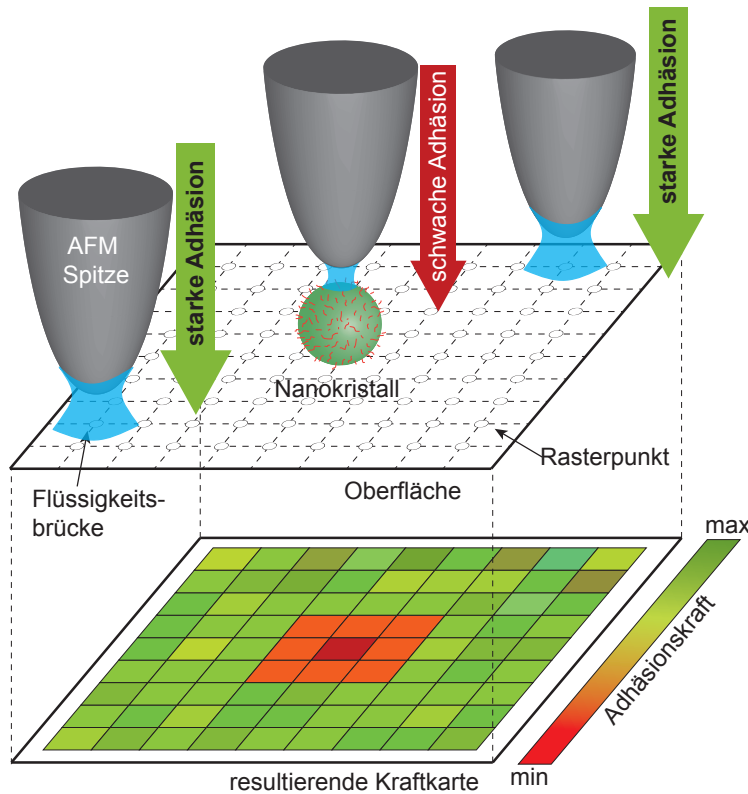 starke Adhäsion
schwache Adhäsion
starke Adhäsion
AFM
Spitze
Nanokristall
Rasterpunkt
Flüssigkeits-
brücke
Oberfläche
max
Adhäsionskraft
min
resultierende Kraftkarte